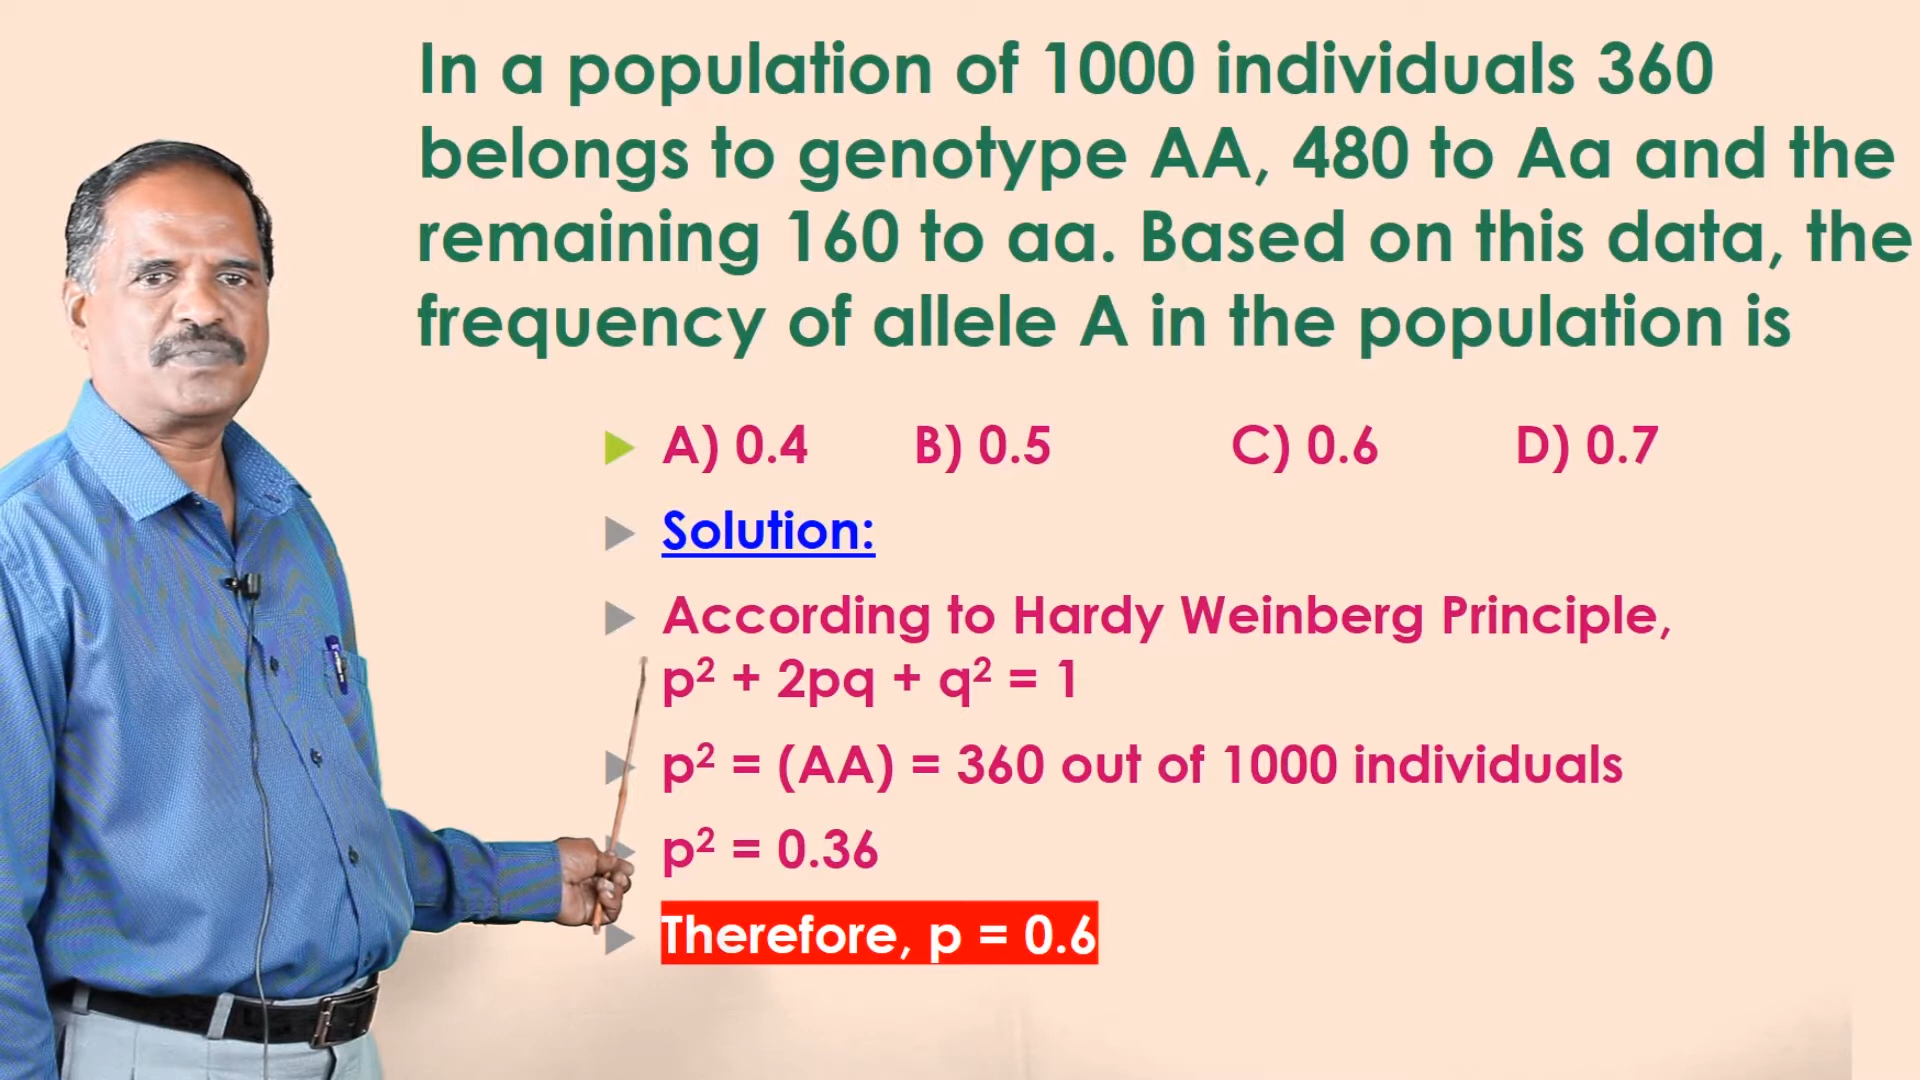 In a population of 1000 individuals 360
belongs to genotype AA, 480 to Aa and the
remaining 160 to aa. Based on this data, the
frequency of allele A in the population is
A) 0.4 B) 0.5 C) 0.6 D) 0.7
Solution:
According to Hardy Weinberg Principle,
p² + 2pq + q² = 1
p² = (AA) = 360 out of 1000 individuals
p² = 0.36
Therefore, p = 0.6